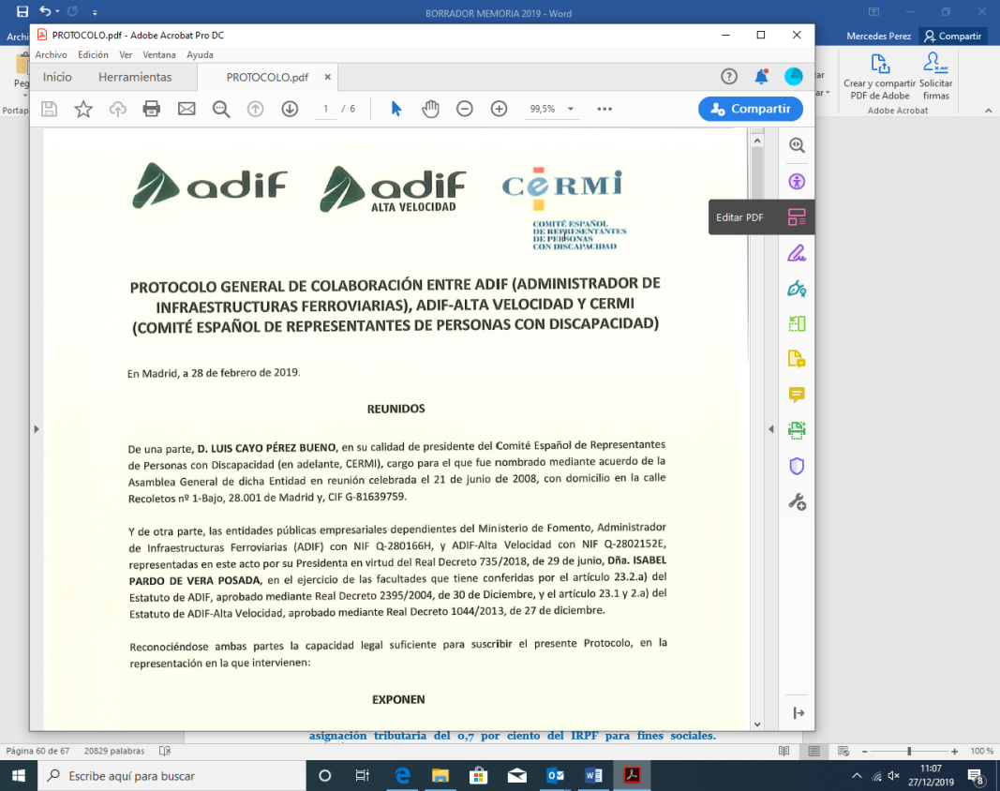 BORRADOR MEMORIA 2019 - Word
Archi
PROTOCOLO.pdf - Adobe Acrobat Pro DC
Mercedes Perez
Compartir
Archivo Edición Ver Ventana Ayuda
Inicio Herramientas PROTOCOLO.pdf ×
Peg
Portap
1 / 6
99,5%
Compartir
ar
ar
Crear y compartir
PDF de Adobe
Solicitar
firmas
Adobe Acrobat
adif
adif
ALTA VELOCIDAD
CERMI
COMITÉ ESPAÑOL
DE REPRESENTANTES
DE PERSONAS
CON DISCAPACIDAD
Editar PDF
PROTOCOLO GENERAL DE COLABORACIÓN ENTRE ADIF (ADMINISTRADOR DE
INFRAESTRUCTURAS FERROVIARIAS), ADIF-ALTA VELOCIDAD Y CERMI
(COMITÉ ESPAÑOL DE REPRESENTANTES DE PERSONAS CON DISCAPACIDAD)
En Madrid, a 28 de febrero de 2019.
REUNIDOS
De una parte, D. LUIS CAYO PÉREZ BUENO, en su calidad de presidente del Comité Español de Representantes
de Personas con Discapacidad (en adelante, CERMI), cargo para el que fue nombrado mediante acuerdo de la
Asamblea General de dicha Entidad en reunión celebrada el 21 de junio de 2008, con domicilio en la calle
Recoletos nº 1-Bajo, 28.001 de Madrid y, CIF G-81639759.
Y de otra parte, las entidades públicas empresariales dependientes del Ministerio de Fomento, Administrador
de Infraestructuras Ferroviarias (ADIF) con NIF Q-280166H, y ADIF-Alta Velocidad con NIF Q-2802152E,
representadas en este acto por su Presidenta en virtud del Real Decreto 735/2018, de 29 de junio, Dña. ISABEL
PARDO DE VERA POSADA, en el ejercicio de las facultades que tiene conferidas por el artículo 23.2.a) del
Estatuto de ADIF, aprobado mediante Real Decreto 2395/2004, de 30 de Diciembre, y el artículo 23.1 y 2.a) del
Estatuto de ADIF-Alta Velocidad, aprobado mediante Real Decreto 1044/2013, de 27 de diciembre.
Reconociéndose ambas partes la capacidad legal suficiente para suscribir el presente Protocolo, en la
representación en la que intervienen:
EXPONEN
asignación tributaria del 0,7 por ciento del IRPF para fines sociales.
Página 60 de 67 20829 palabras
100 %
Escribe aquí para buscar
11:07
27/12/2019
8